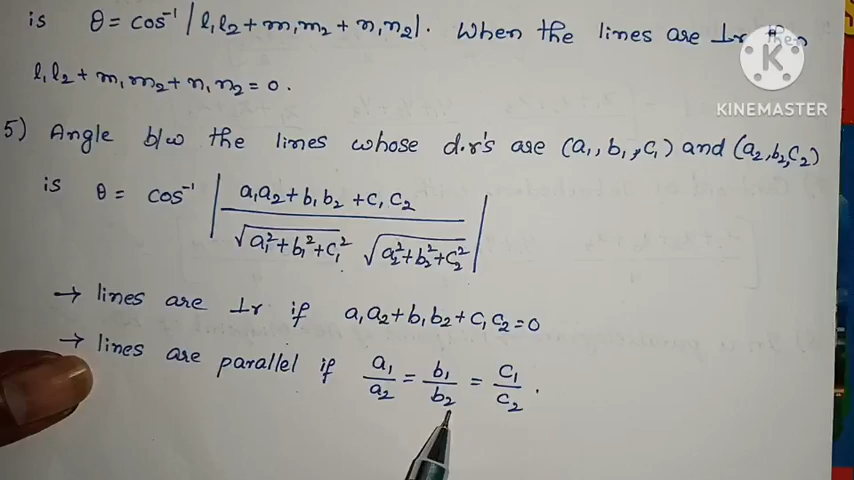 is θ = cos⁻¹ |l₁l₂ + m₁m₂ + n₁n₂|. When the lines are ⊥r then
l₁l₂ + m₁m₂ + n₁n₂ = 0.
KINEMASTER
5) Angle b/w the lines whose d.r's are (a₁, b₁, c₁) and (a₂, b₂, c₂)
is θ = cos⁻¹ | a₁a₂ + b₁b₂ + c₁c₂ / √a₁²+b₁²+c₁² √a₂²+b₂²+c₂² |
→ lines are ⊥r if a₁a₂ + b₁b₂ + c₁c₂ = 0
→ lines are parallel if a₁/a₂ = b₁/b₂ = c₁/c₂.